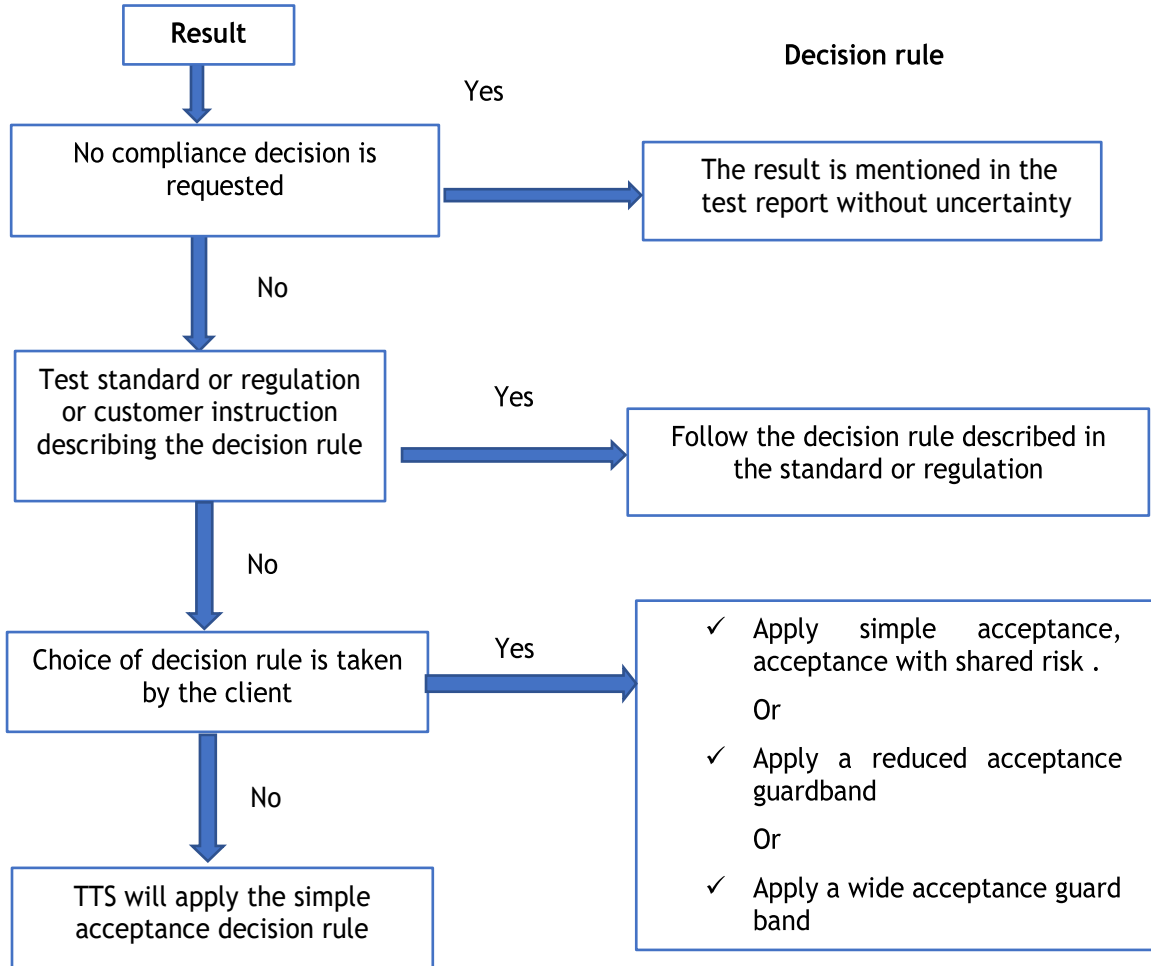 Result
Decision rule
Yes
No compliance decision is
requested
The result is mentioned in the
test report without uncertainty
No
Test standard or regulation
or customer instruction
describing the decision rule
Yes
Follow the decision rule described in
the standard or regulation
No
Choice of decision rule is taken
by the client
Yes
✓ Apply simple acceptance,
acceptance with shared risk .
Or
✓ Apply a reduced acceptance
guardband
Or
✓ Apply a wide acceptance guard
band
No
TTS will apply the simple
acceptance decision rule